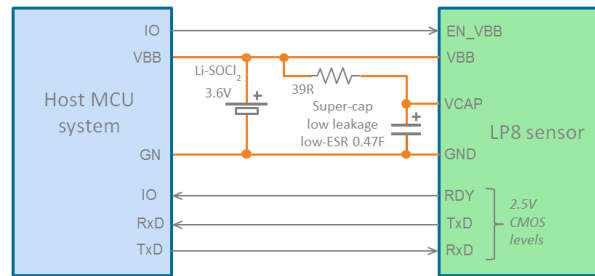 IO
EN_VBB
VBB
Li-SOCl2
3.6V
39R
VBB
Host MCU
system
Super-cap
low leakage
low-ESR 0.47F
VCAP
LP8 sensor
GN
GND
IO
RDY
RxD
TxD
2.5V
CMOS
levels
TxD
RxD